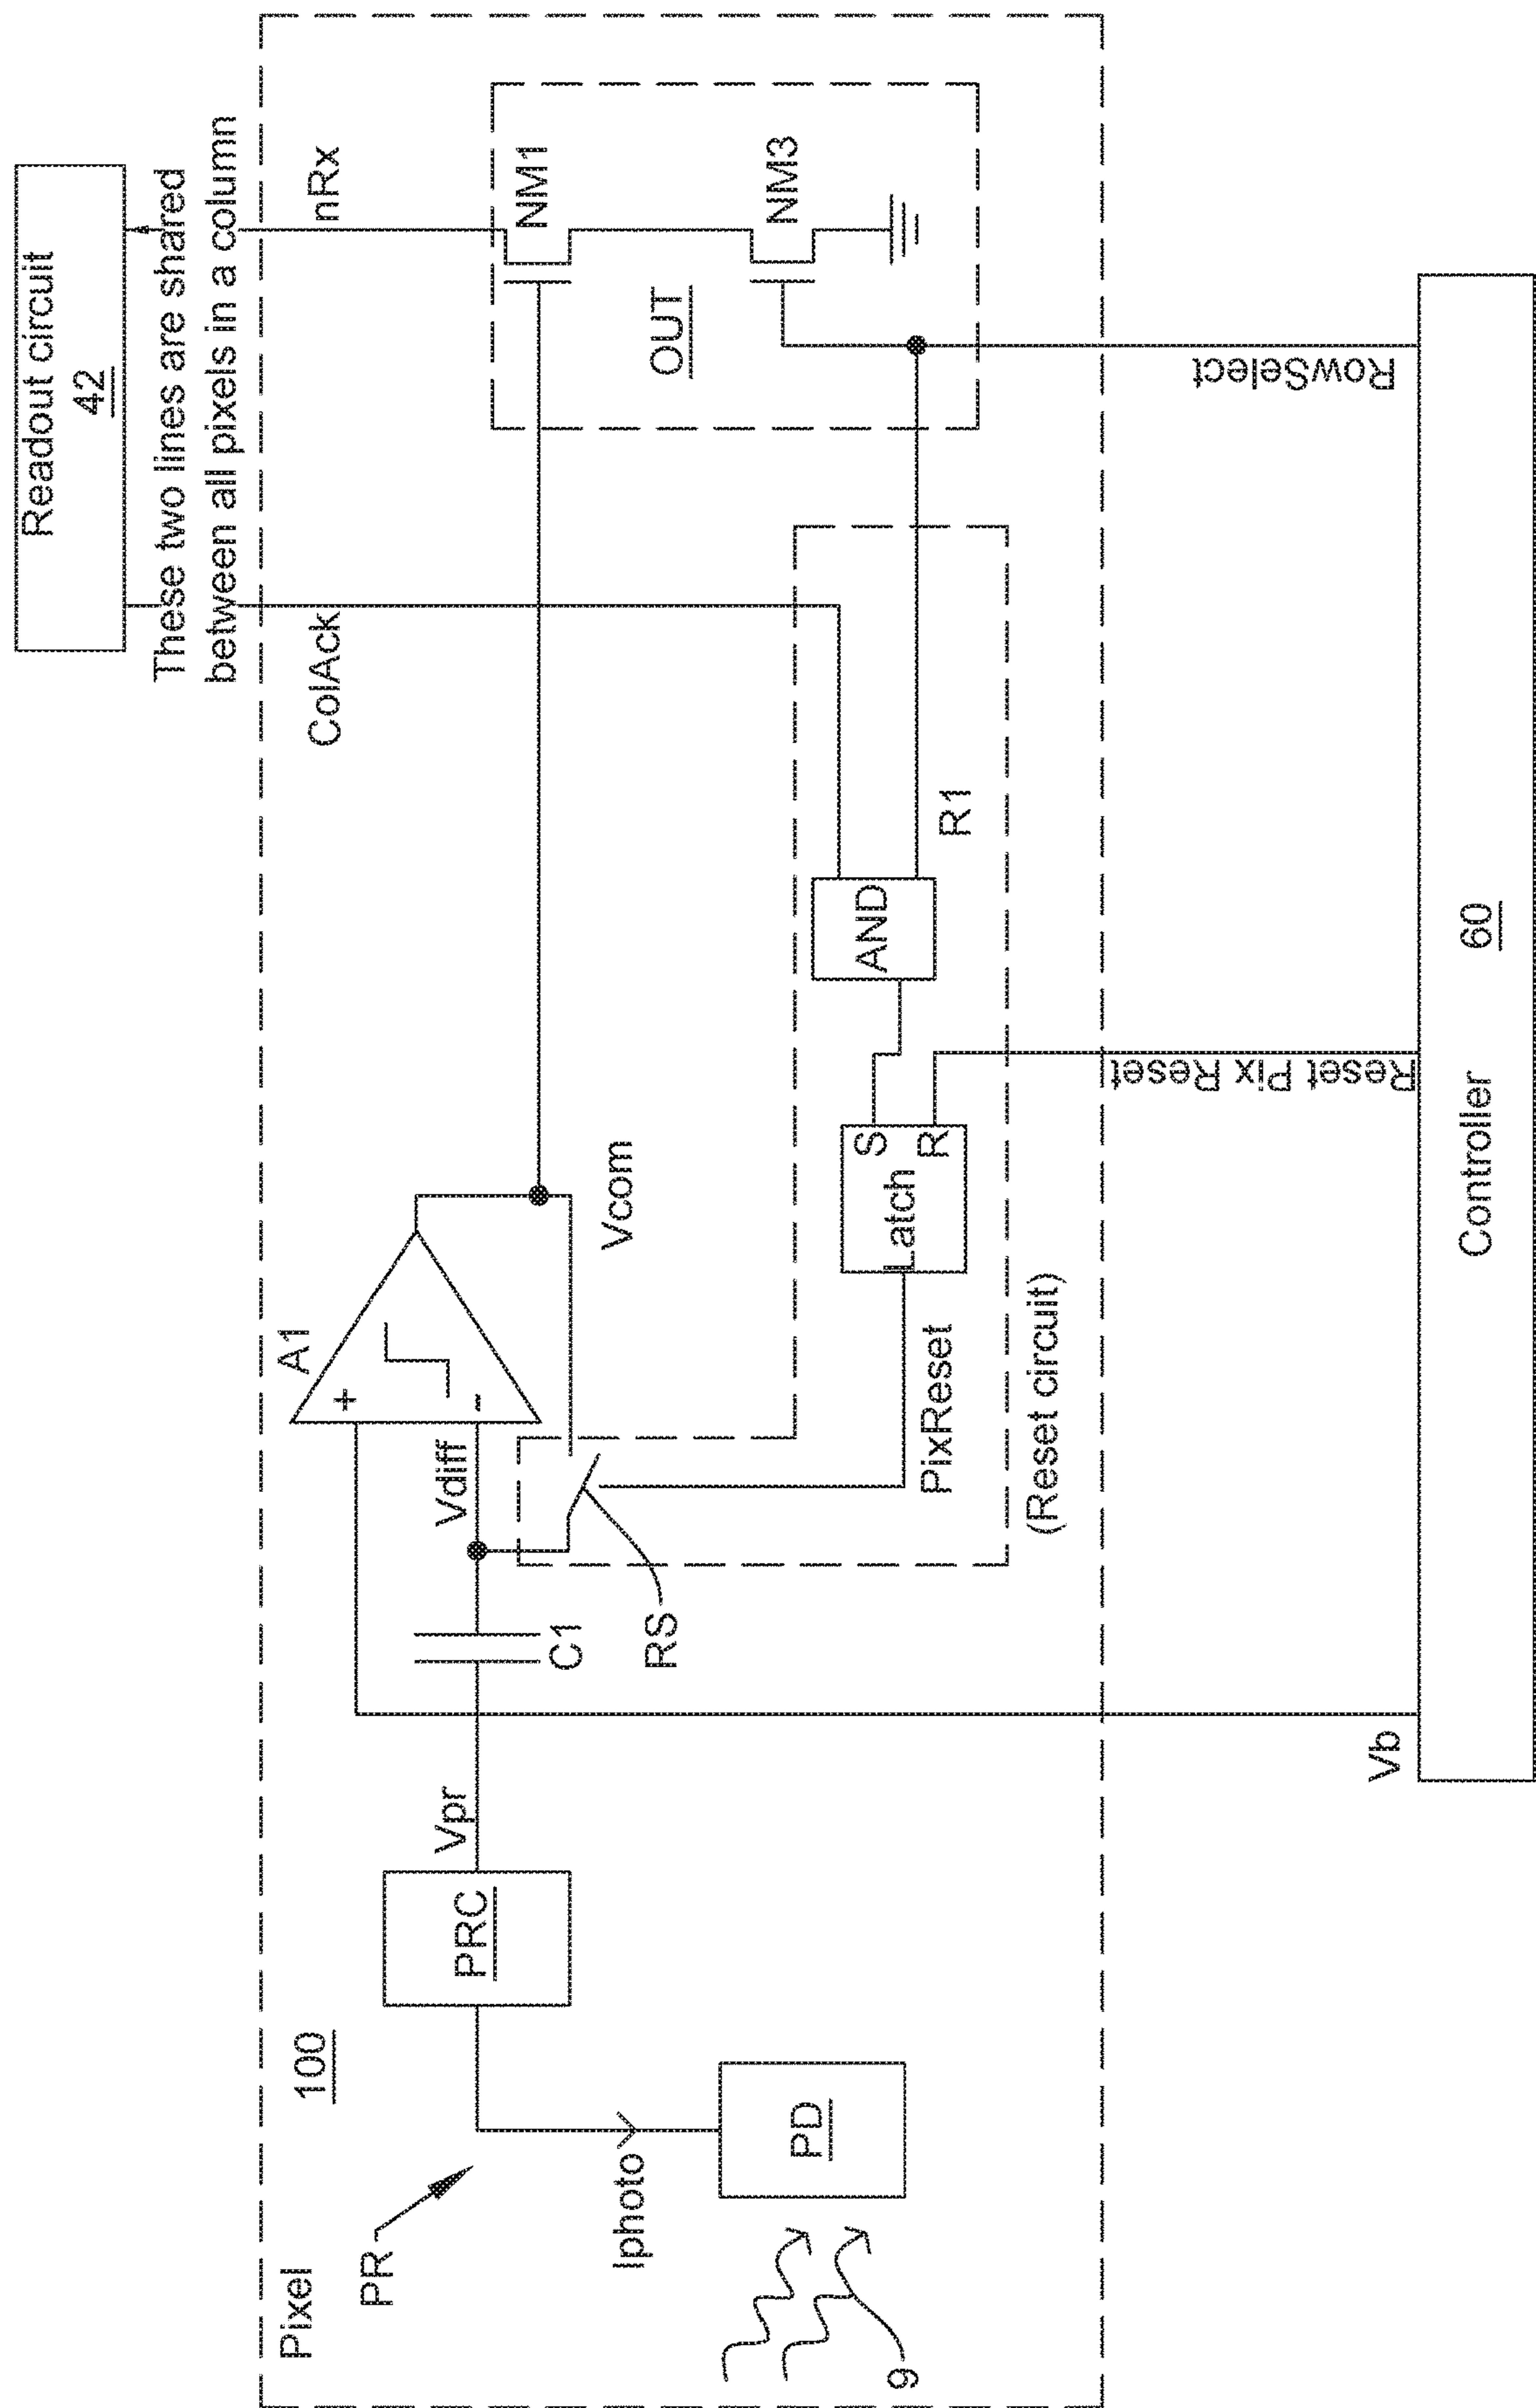 Readout circuit
42
These two lines are shared
between all pixels in a column
Pixel
100
PR
Iphoto
PD
9
PRC
Vpr
C1
RS
Vdiff
A1
+
-
Vcom
ColAck
nRx
NM1
OUT
NM3
PixReset
Latch
S
R
AND
R1
(Reset circuit)
Vb
Reset Pix Reset
RowSelect
Controller
60